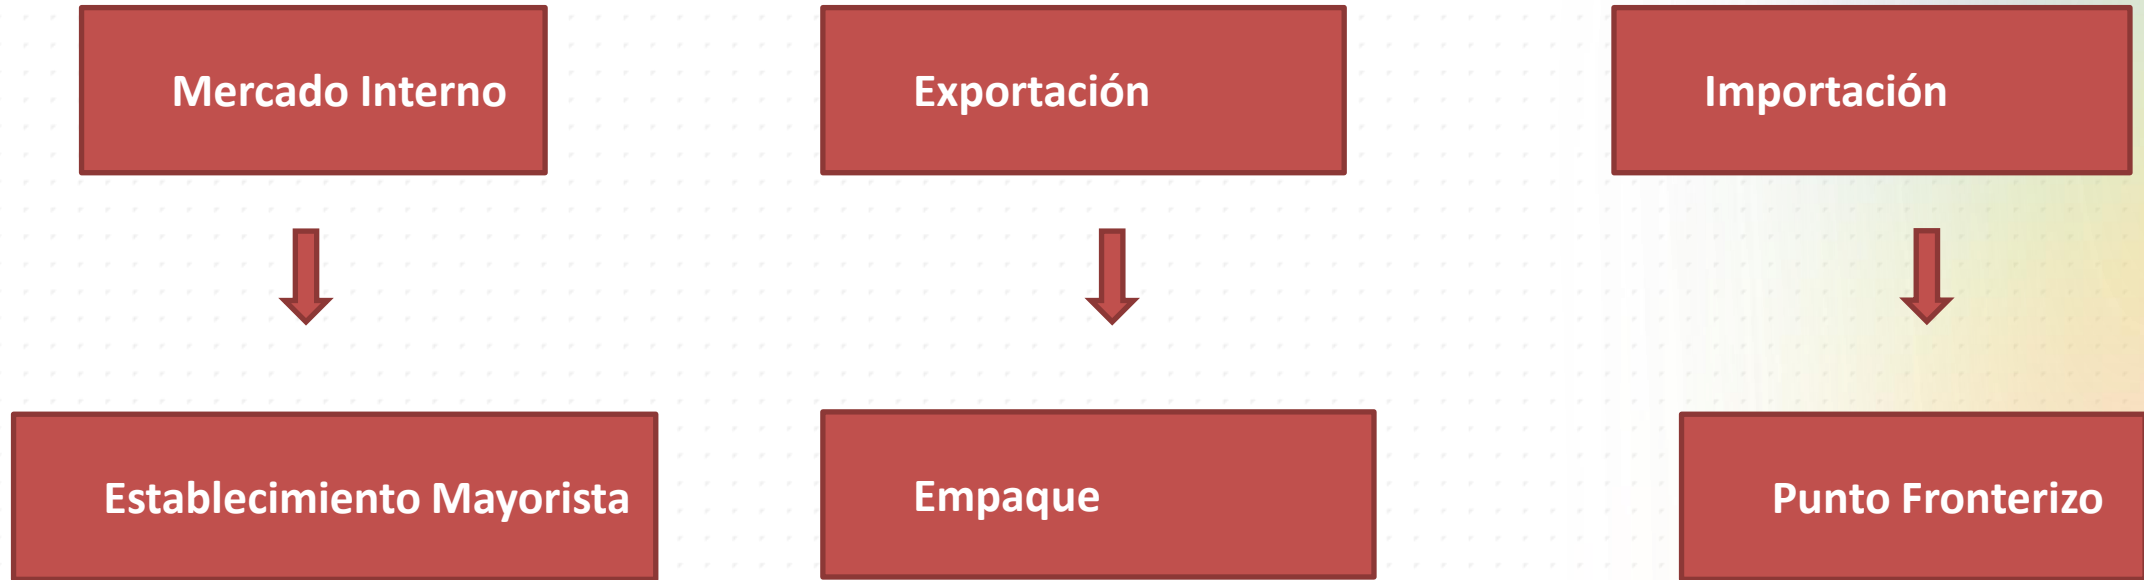 Mercado Interno
Exportación
Importación
Establecimiento Mayorista
Empaque
Punto Fronterizo